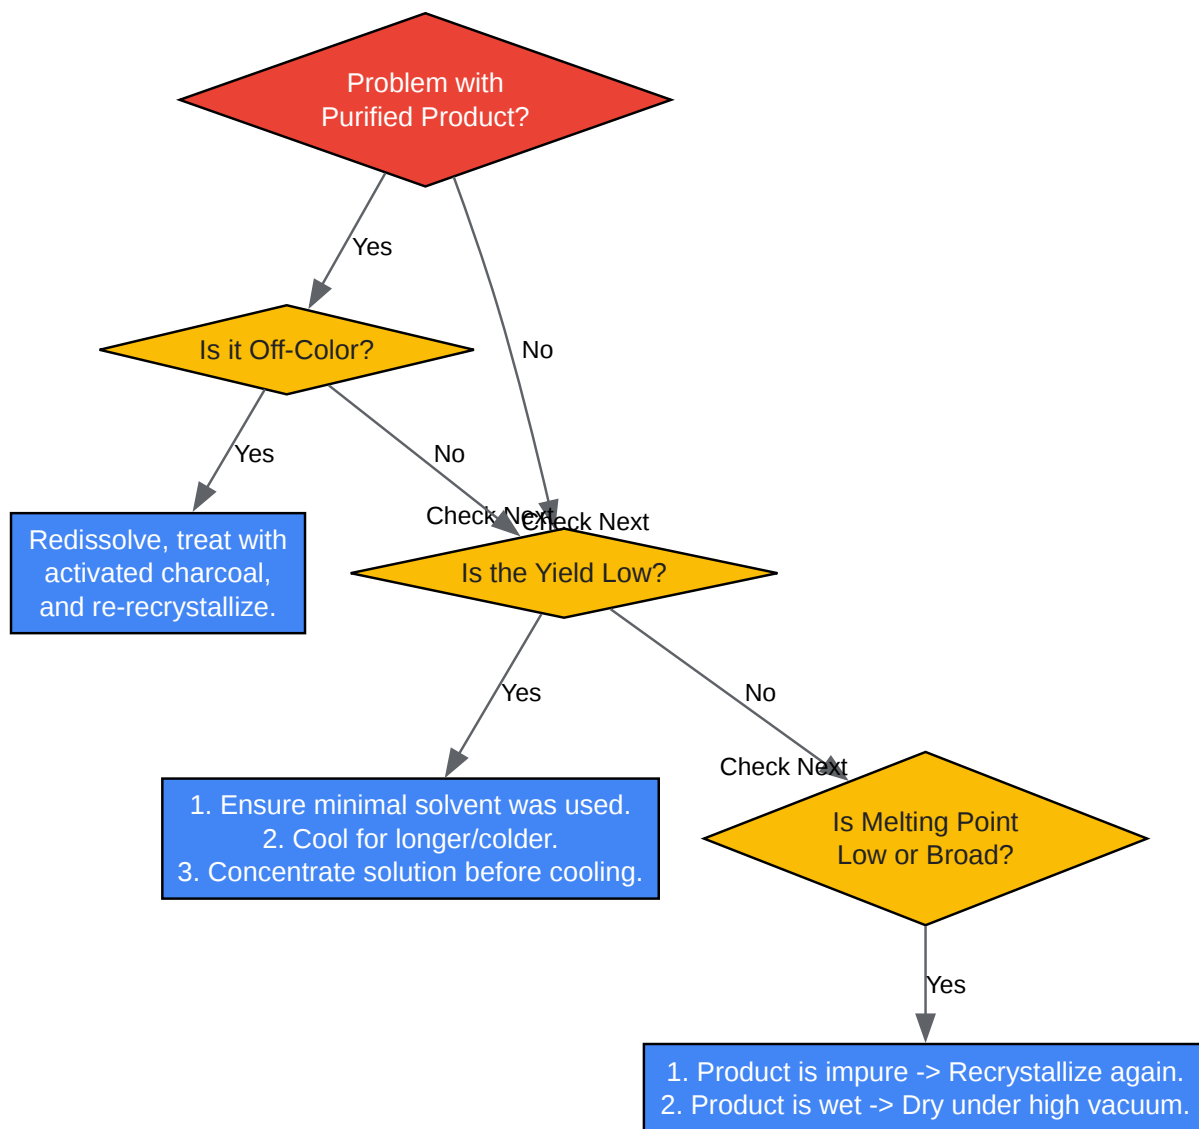 Problem with
Purified Product?
Yes
No
Is it Off-Color?
Yes
No
Check Next
Check Next
Redissolve, treat with
activated charcoal,
and re-recrystallize.
Is the Yield Low?
Yes
No
Check Next
1. Ensure minimal solvent was used.
2. Cool for longer/colder.
3. Concentrate solution before cooling.
Is Melting Point
Low or Broad?
Yes
1. Product is impure -> Recrystallize again.
2. Product is wet -> Dry under high vacuum.